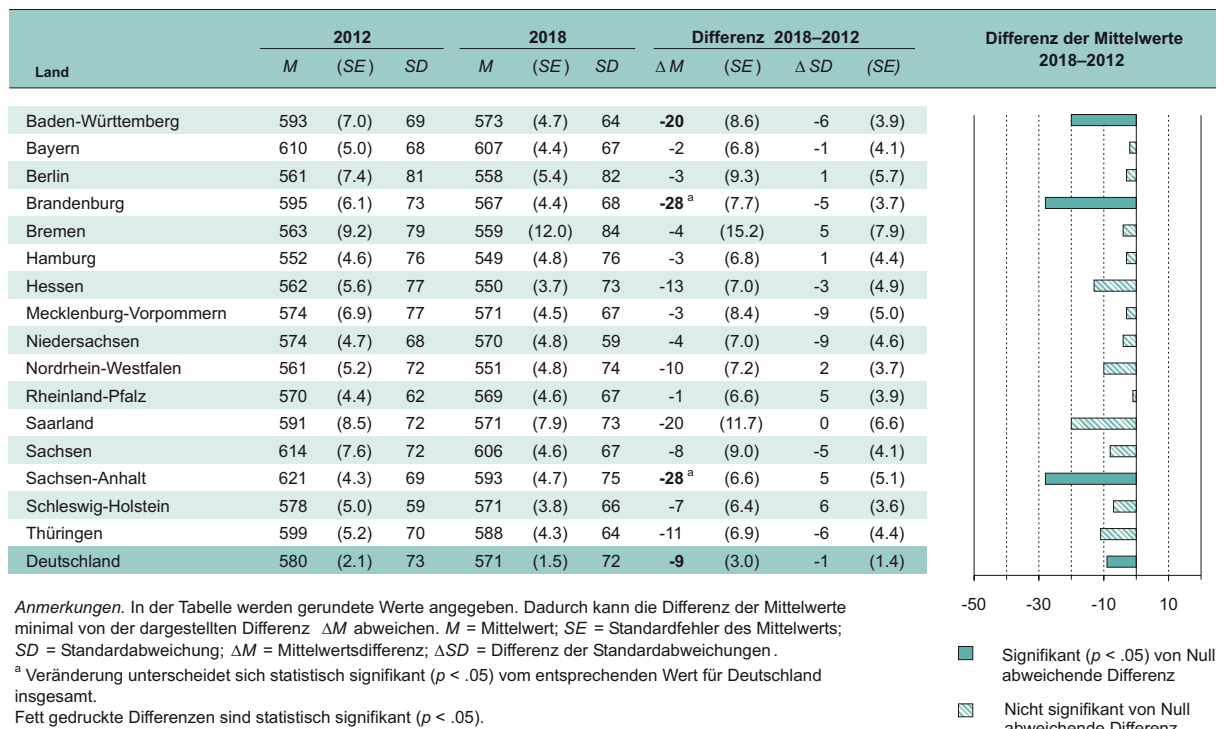 2012 2018 Differenz 2018–2012 Differenz der Mittelwerte 2018–2012
Land M (SE) SD M (SE) SD Δ M (SE) Δ SD (SE)
Baden-Württemberg 593 (7.0) 69 573 (4.7) 64 -20 (8.6) -6 (3.9)
Bayern 610 (5.0) 68 607 (4.4) 67 -2 (6.8) -1 (4.1)
Berlin 561 (7.4) 81 558 (5.4) 82 -3 (9.3) 1 (5.7)
Brandenburg 595 (6.1) 73 567 (4.4) 68 -28 a (7.7) -5 (3.7)
Bremen 563 (9.2) 79 559 (12.0) 84 -4 (15.2) 5 (7.9)
Hamburg 552 (4.6) 76 549 (4.8) 76 -3 (6.8) 1 (4.4)
Hessen 562 (5.6) 77 550 (3.7) 73 -13 (7.0) -3 (4.9)
Mecklenburg-Vorpommern 574 (6.9) 77 571 (4.5) 67 -3 (8.4) -9 (5.0)
Niedersachsen 574 (4.7) 68 570 (4.8) 59 -4 (7.0) -9 (4.6)
Nordrhein-Westfalen 561 (5.2) 72 551 (4.8) 74 -10 (7.2) 2 (3.7)
Rheinland-Pfalz 570 (4.4) 62 569 (4.6) 67 -1 (6.6) 5 (3.9)
Saarland 591 (8.5) 72 571 (7.9) 73 -20 (11.7) 0 (6.6)
Sachsen 614 (7.6) 72 606 (4.6) 67 -8 (9.0) -5 (4.1)
Sachsen-Anhalt 621 (4.3) 69 593 (4.7) 75 -28 a (6.6) 5 (5.1)
Schleswig-Holstein 578 (5.0) 59 571 (3.8) 66 -7 (6.4) 6 (3.6)
Thüringen 599 (5.2) 70 588 (4.3) 64 -11 (6.9) -6 (4.4)
Deutschland 580 (2.1) 73 571 (1.5) 72 -9 (3.0) -1 (1.4)
-50 -30 -10 10
Anmerkungen. In der Tabelle werden gerundete Werte angegeben. Dadurch kann die Differenz der Mittelwerte
minimal von der dargestellten Differenz ΔM abweichen. M = Mittelwert; SE = Standardfehler des Mittelwerts;
SD = Standardabweichung; ΔM = Mittelwertsdifferenz; ΔSD = Differenz der Standardabweichungen.
a Veränderung unterscheidet sich statistisch signifikant (p < .05) vom entsprechenden Wert für Deutschland
insgesamt.
Fett gedruckte Differenzen sind statistisch signifikant (p < .05).
Signifikant (p < .05) von Null
abweichende Differenz
Nicht signifikant von Null
abweichende Differenz